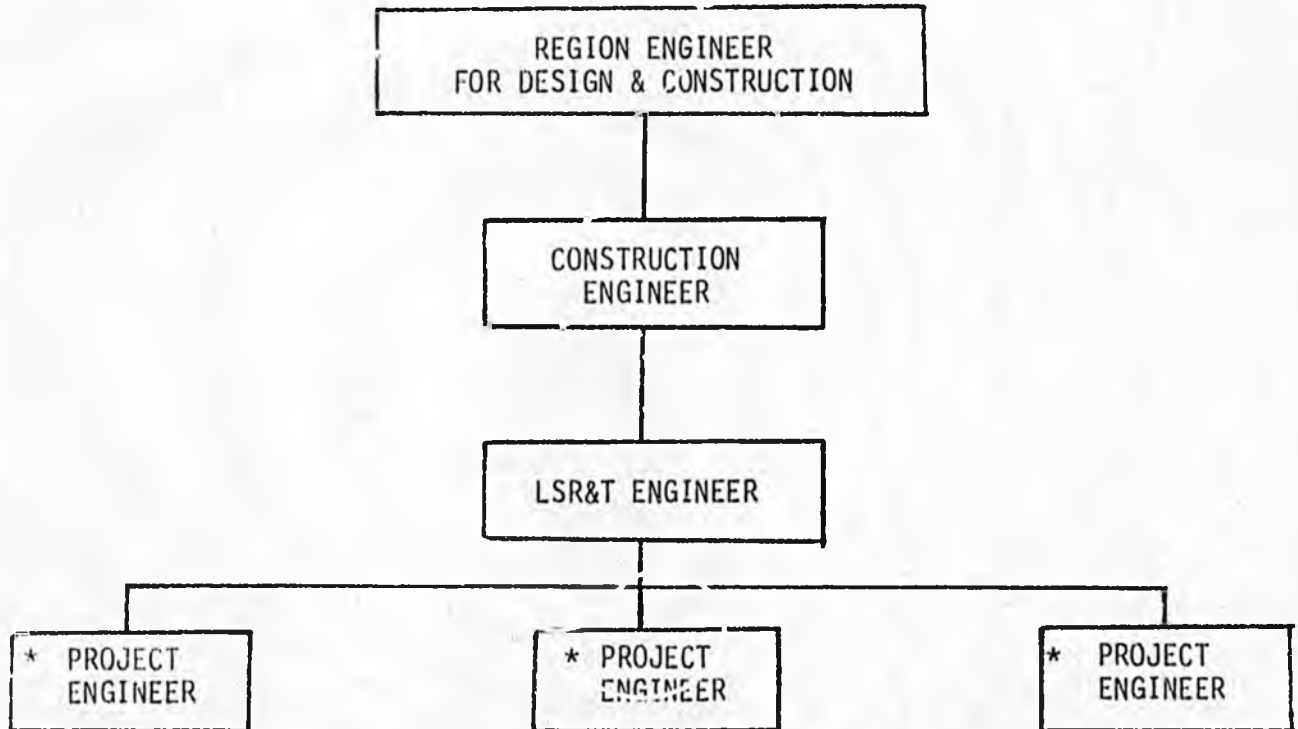 REGION ENGINEER
FOR DESIGN & CONSTRUCTION
CONSTRUCTION
ENGINEER
LSR&T ENGINEER
* PROJECT
ENGINEER
* PROJECT
ENGINEER
* PROJECT
ENGINEER